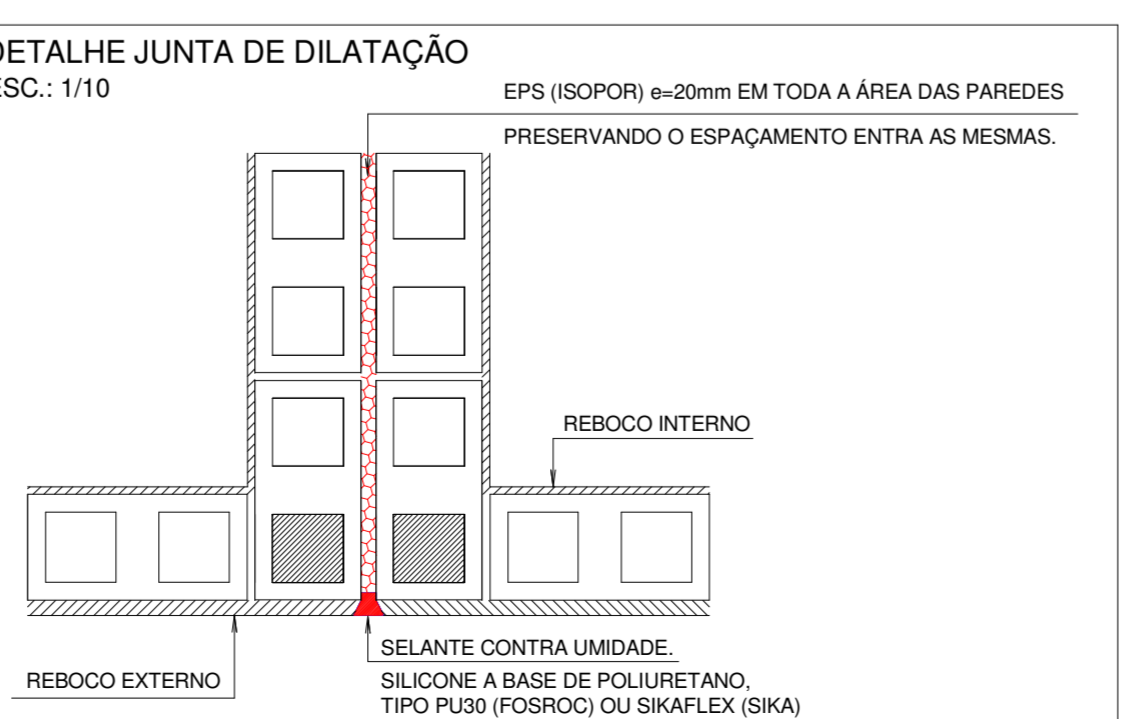 DETALHE JUNTA DE DILATAÇÃO
ESC.: 1/10
EPS (ISOPOR) e=20mm EM TODA A ÁREA DAS PAREDES
PRESERVANDO O ESPAÇAMENTO ENTRA AS MESMAS.
REBOCO INTERNO
REBOCO EXTERNO
SELANTE CONTRA UMIDADE.
SILICONE A BASE DE POLIURETANO,
TIPO PU30 (FOSROC) OU SIKAFLEX (SIKA)